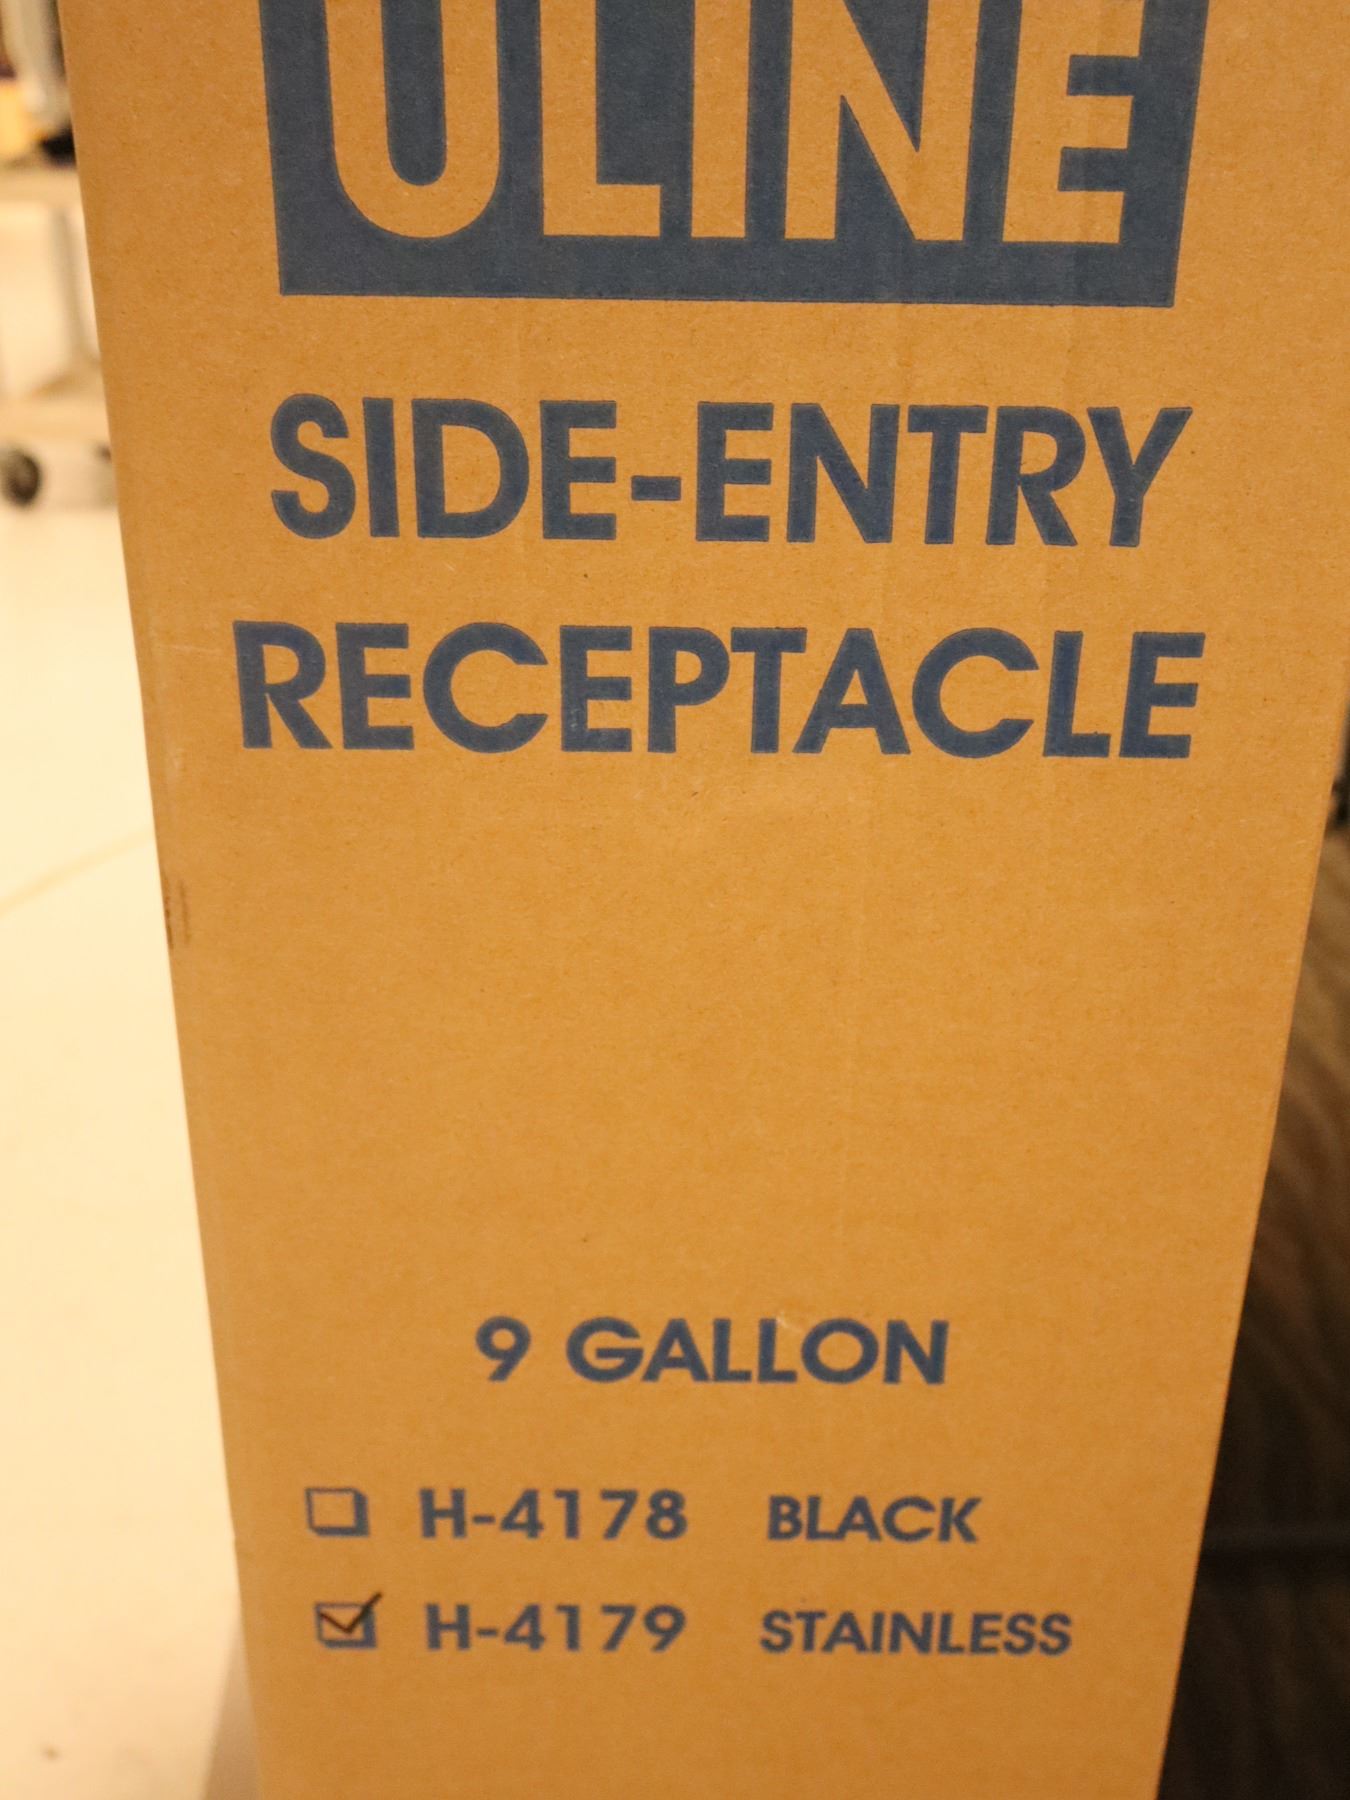 ULINE
SIDE-ENTRY
RECEPTACLE
9 GALLON
H-4178 BLACK
H-4179 STAINLESS